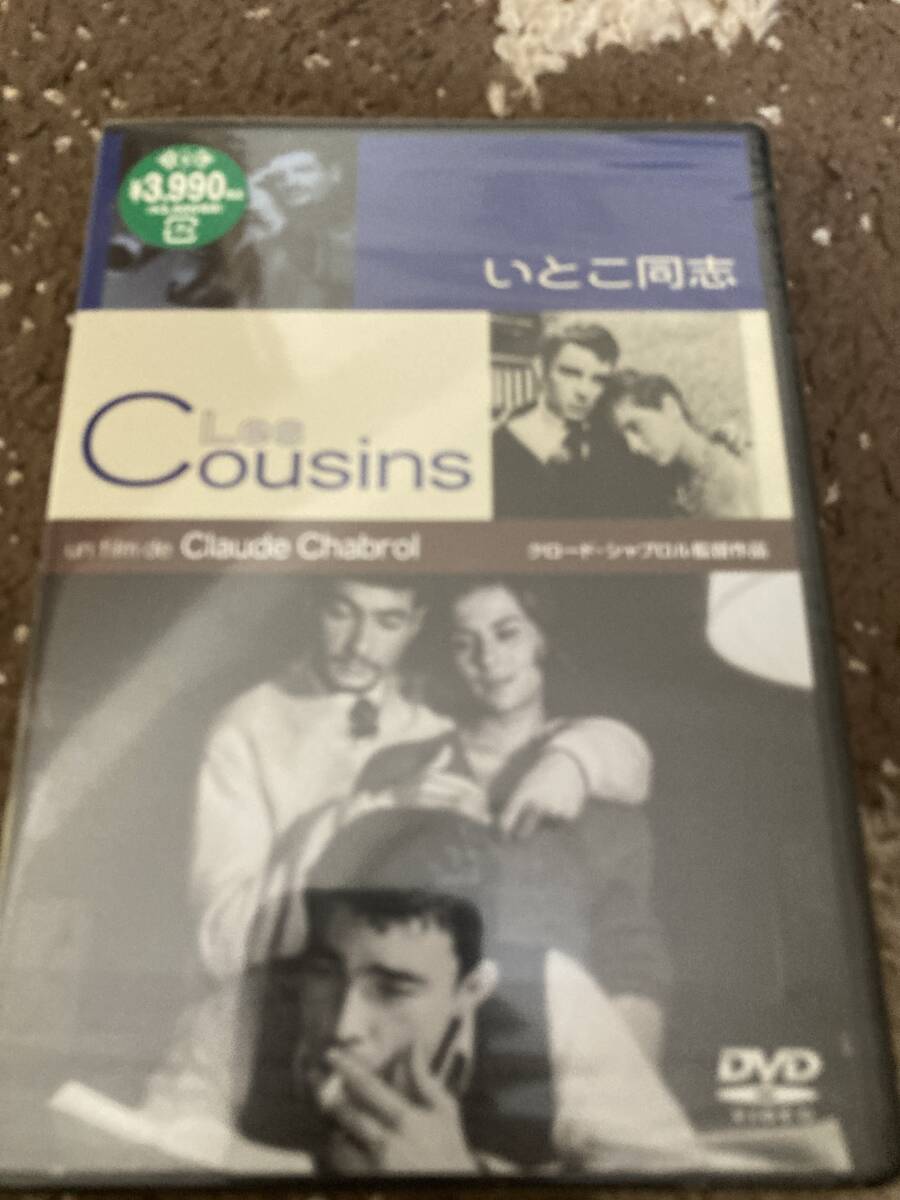 ¥3,990
いとこ同志
Les
Cousins
un film de Claude Chabrol
クロード・シャブロル監督作品
DVD
VIDEO